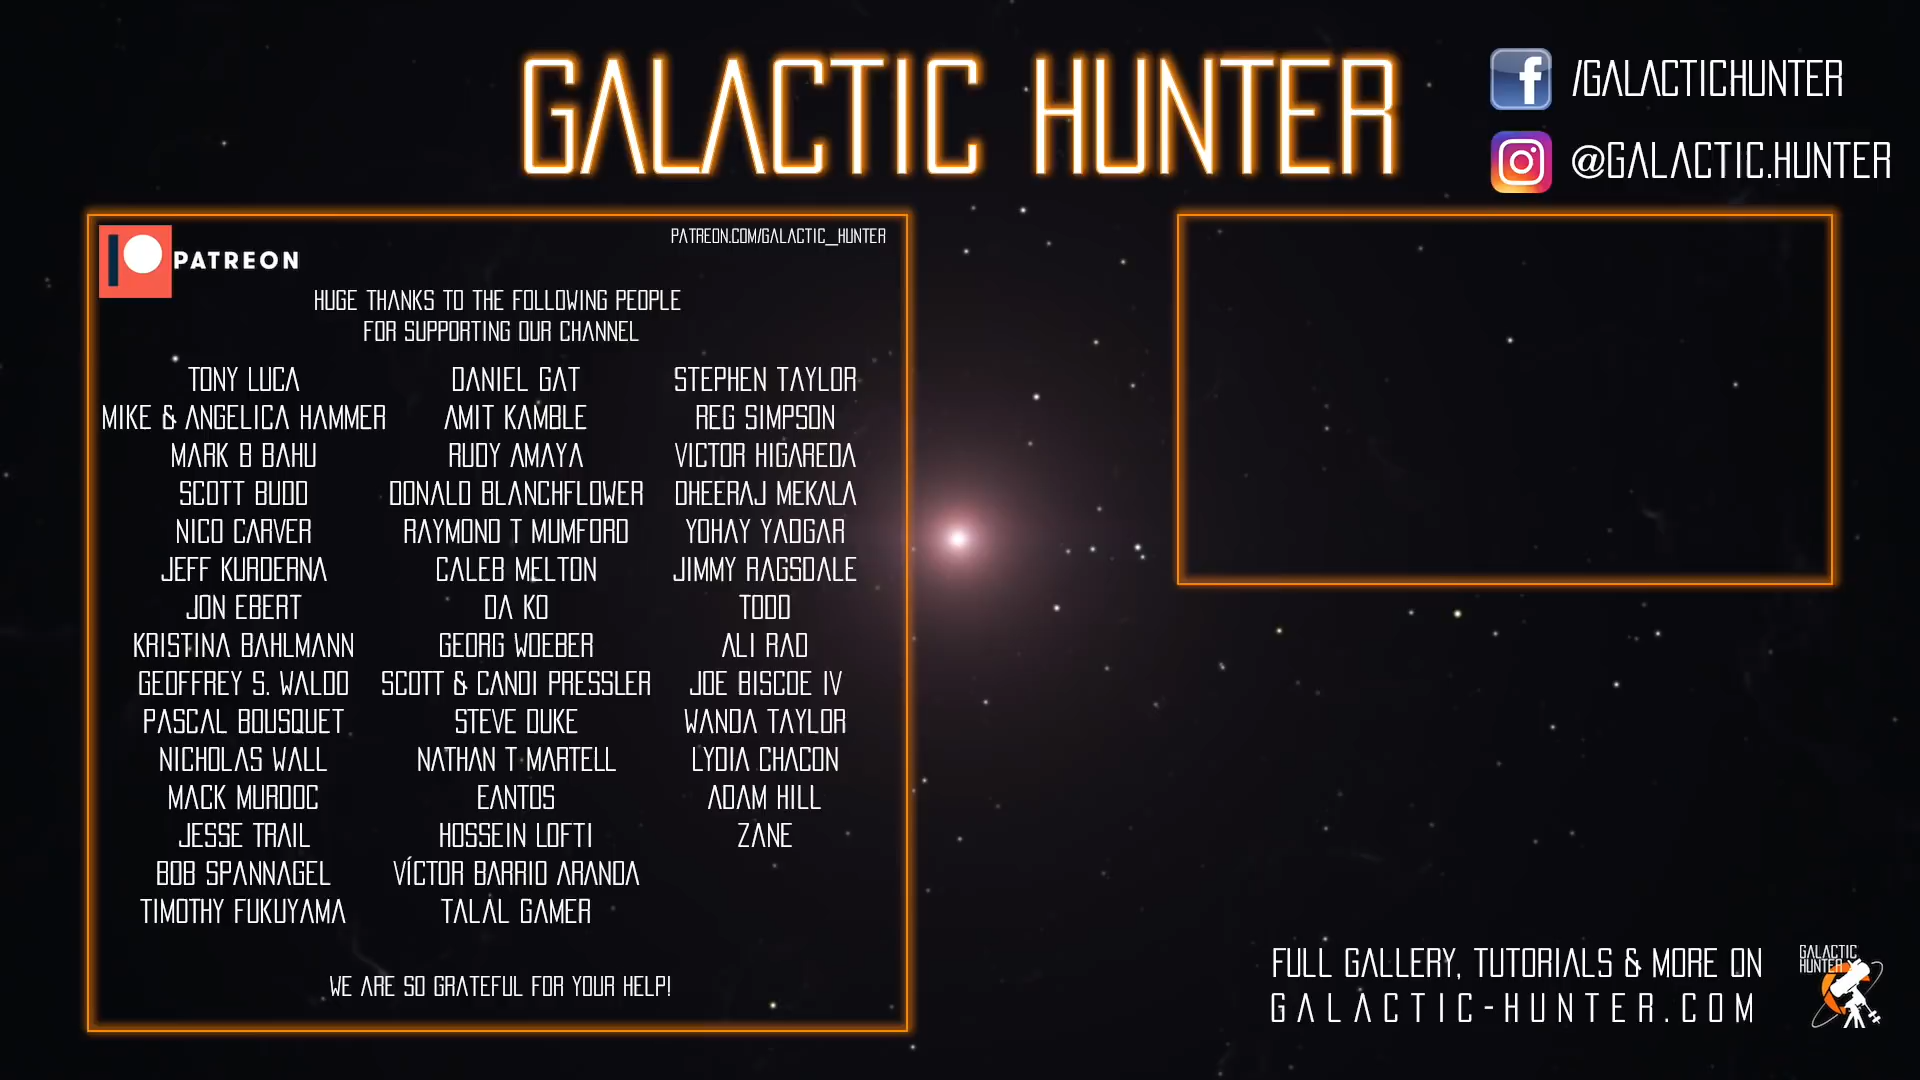 GALACTIC HUNTER
/GALACTICHUNTER
@GALACTIC.HUNTER
PATREON
PATREON.COM/GALACTIC_HUNTER
HUGE THANKS TO THE FOLLOWING PEOPLE
FOR SUPPORTING OUR CHANNEL
TONY LUCA
MIKE & ANGELICA HAMMER
MARK B BAHU
SCOTT BUDD
NICO CARVER
JEFF KURDERNA
JON EBERT
KRISTINA BAHLMANN
GEOFFREY S. WALDO
PASCAL BOUSQUET
NICHOLAS WALL
MACK MURDOC
JESSE TRAIL
BOB SPANNAGEL
TIMOTHY FUKUYAMA
DANIEL GAT
AMIT KAMBLE
RUDY AMAYA
DONALD BLANCHFLOWER
RAYMOND T MUMFORD
CALEB MELTON
DA KO
GEORG WOEBER
SCOTT & CANDI PRESSLER
STEVE DUKE
NATHAN T MARTELL
EANTOS
HOSSEIN LOFTI
VÍCTOR BARRIO ARANDA
TALAL GAMER
STEPHEN TAYLOR
REG SIMPSON
VICTOR HIGAREDA
DHEERAJ MEKALA
YOHAY YADGAR
JIMMY RAGSDALE
TODD
ALI RAD
JOE BISCOE IV
WANDA TAYLOR
LYDIA CHACON
ADAM HILL
ZANE
WE ARE SO GRATEFUL FOR YOUR HELP!
FULL GALLERY, TUTORIALS & MORE ON
GALACTIC-HUNTER.COM
GALACTIC
HUNTER